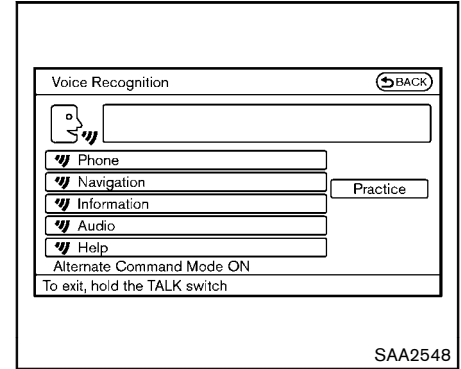 Voice Recognition
BACK
Phone
Navigation
Practice
Information
Audio
Help
Alternate Command Mode ON
To exit, hold the TALK switch
SAA2548